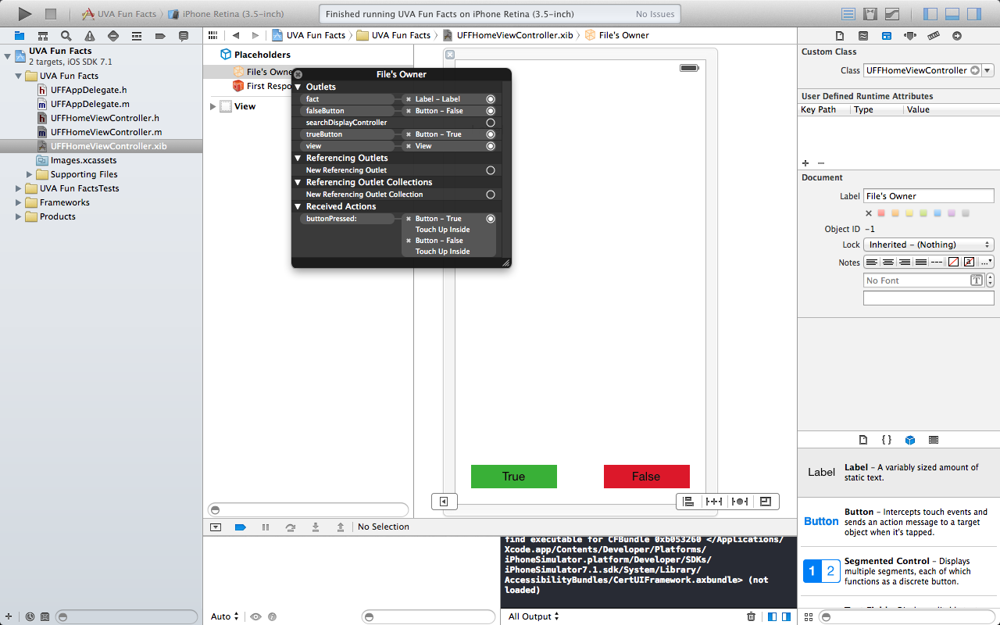 UVA Fun Facts
iPhone Retina (3.5-inch)
Finished running UVA Fun Facts on iPhone Retina (3.5-inch)
No Issues
UVA Fun Facts
2 targets, iOS SDK 7.1
UVA Fun Facts
UFFAppDelegate.h
UFFAppDelegate.m
UFFHomeViewController.h
UFFHomeViewController.m
UFFHomeViewController.xib
Images.xcassets
Supporting Files
UVA Fun FactsTests
Frameworks
Products
UVA Fun Facts
UVA Fun Facts
UFFHomeViewController.xib
File's Owner
Placeholders
File's Owne
First Respo
View
File's Owner
Outlets
fact
Label – Label
falseButton
Button – False
searchDisplayController
trueButton
Button – True
view
View
Referencing Outlets
New Referencing Outlet
Referencing Outlet Collections
New Referencing Outlet Collection
Received Actions
buttonPressed:
Button – True
Touch Up Inside
Button – False
Touch Up Inside
True
False
No Selection
find executable for CFBundle 0xb053260 </Applications/
Xcode.app/Contents/Developer/Platforms/
iPhoneSimulator.platform/Developer/SDKs/
iPhoneSimulator7.1.sdk/System/Library/
AccessibilityBundles/CertUIFramework.axbundle> (not
loaded)
Auto
All Output
Custom Class
Class UFFHomeViewController
User Defined Runtime Attributes
Key Path Type Value
Document
Label File's Owner
Object ID -1
Lock Inherited – (Nothing)
Notes
No Font
Label
Label – A variably sized amount of
static text.
Button
Button – Intercepts touch events and
sends an action message to a target
object when it's tapped.
1 2
Segmented Control – Displays
multiple segments, each of which
functions as a discrete button.